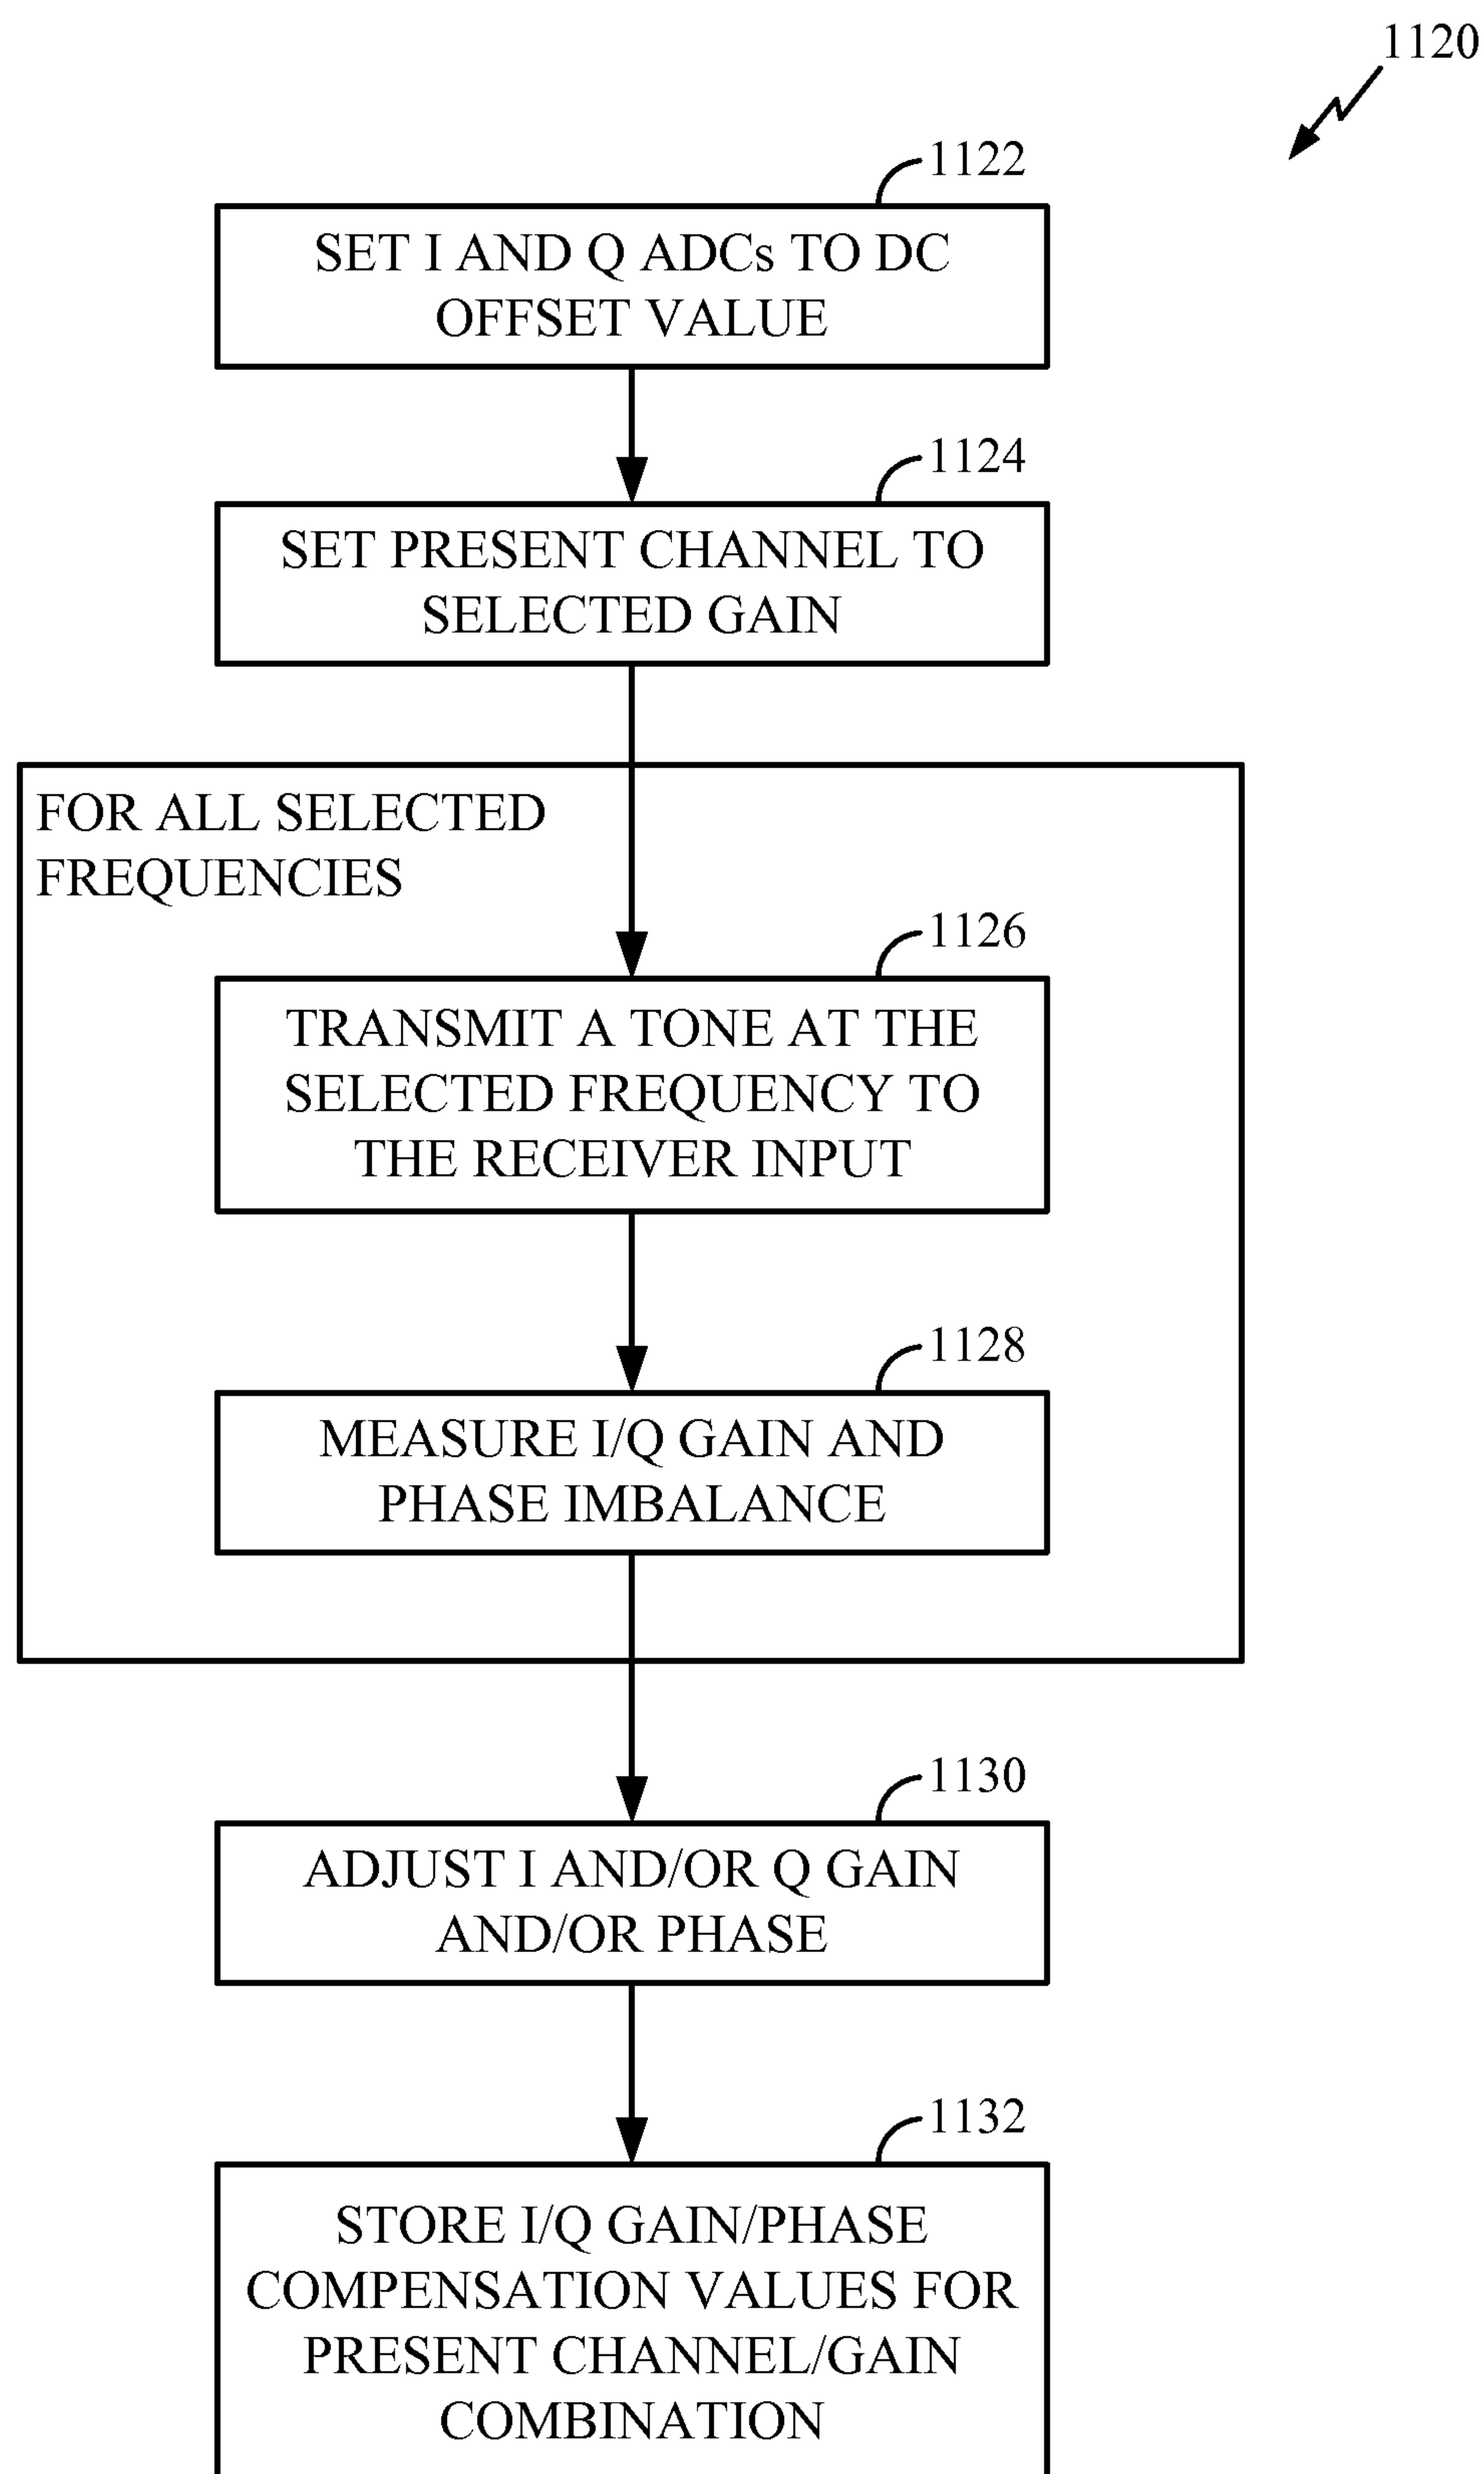 1120
1122
SET I AND Q ADCs TO DC
OFFSET VALUE
1124
SET PRESENT CHANNEL TO
SELECTED GAIN
FOR ALL SELECTED
FREQUENCIES
1126
TRANSMIT A TONE AT THE
SELECTED FREQUENCY TO
THE RECEIVER INPUT
1128
MEASURE I/Q GAIN AND
PHASE IMBALANCE
1130
ADJUST I AND/OR Q GAIN
AND/OR PHASE
1132
STORE I/Q GAIN/PHASE
COMPENSATION VALUES FOR
PRESENT CHANNEL/GAIN
COMBINATION